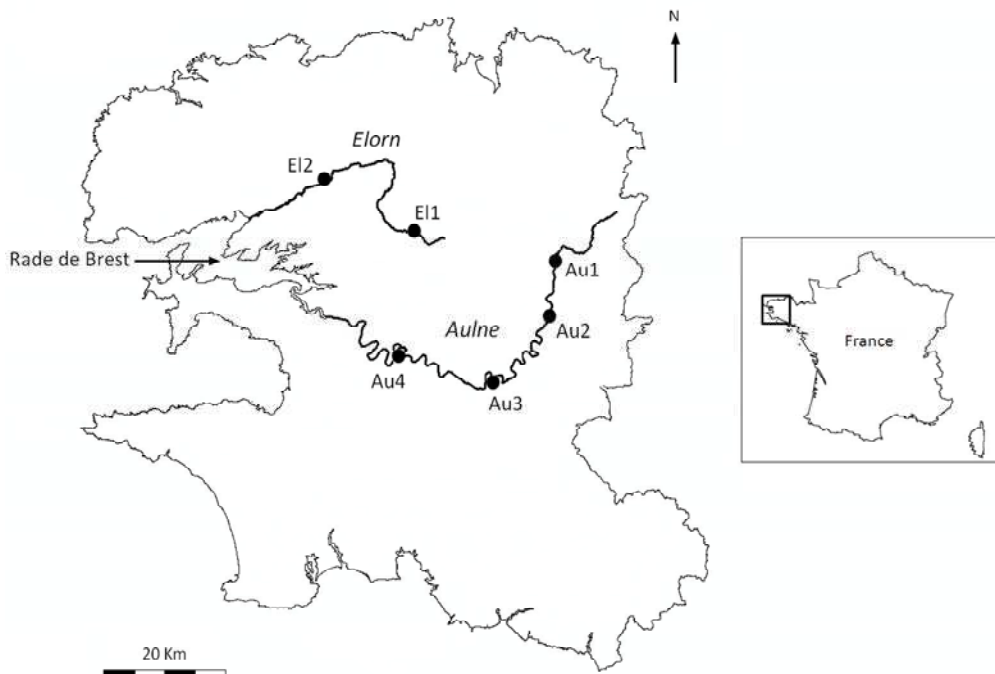 N
Elorn
El2
El1
Rade de Brest
Au1
Au2
Aulne
Au4
Au3
France
20 Km